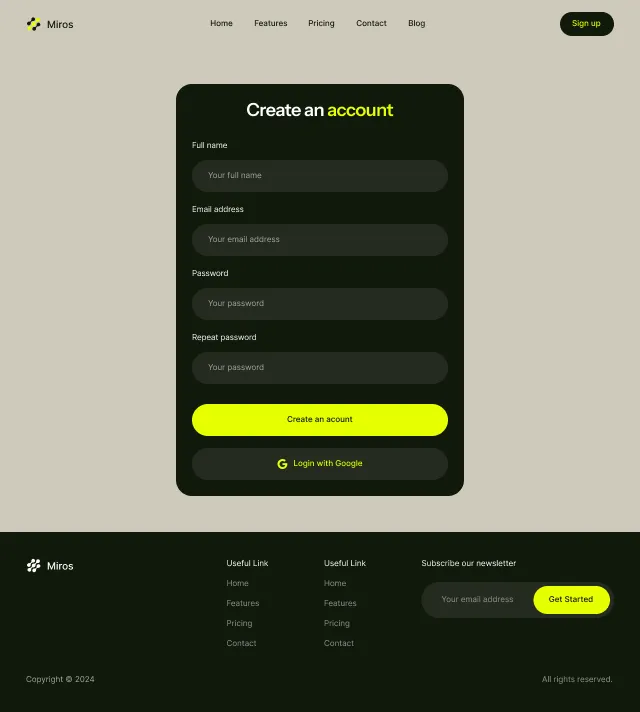 Miros
Home Features Pricing Contact Blog
Sign up
Create an account
Full name
Your full name
Email address
Your email address
Password
Your password
Repeat password
Your password
Create an acount
Login with Google
Miros
Useful Link
Home
Features
Pricing
Contact
Useful Link
Home
Features
Pricing
Contact
Subscribe our newsletter
Your email address
Get Started
Copyright © 2024
All rights reserved.